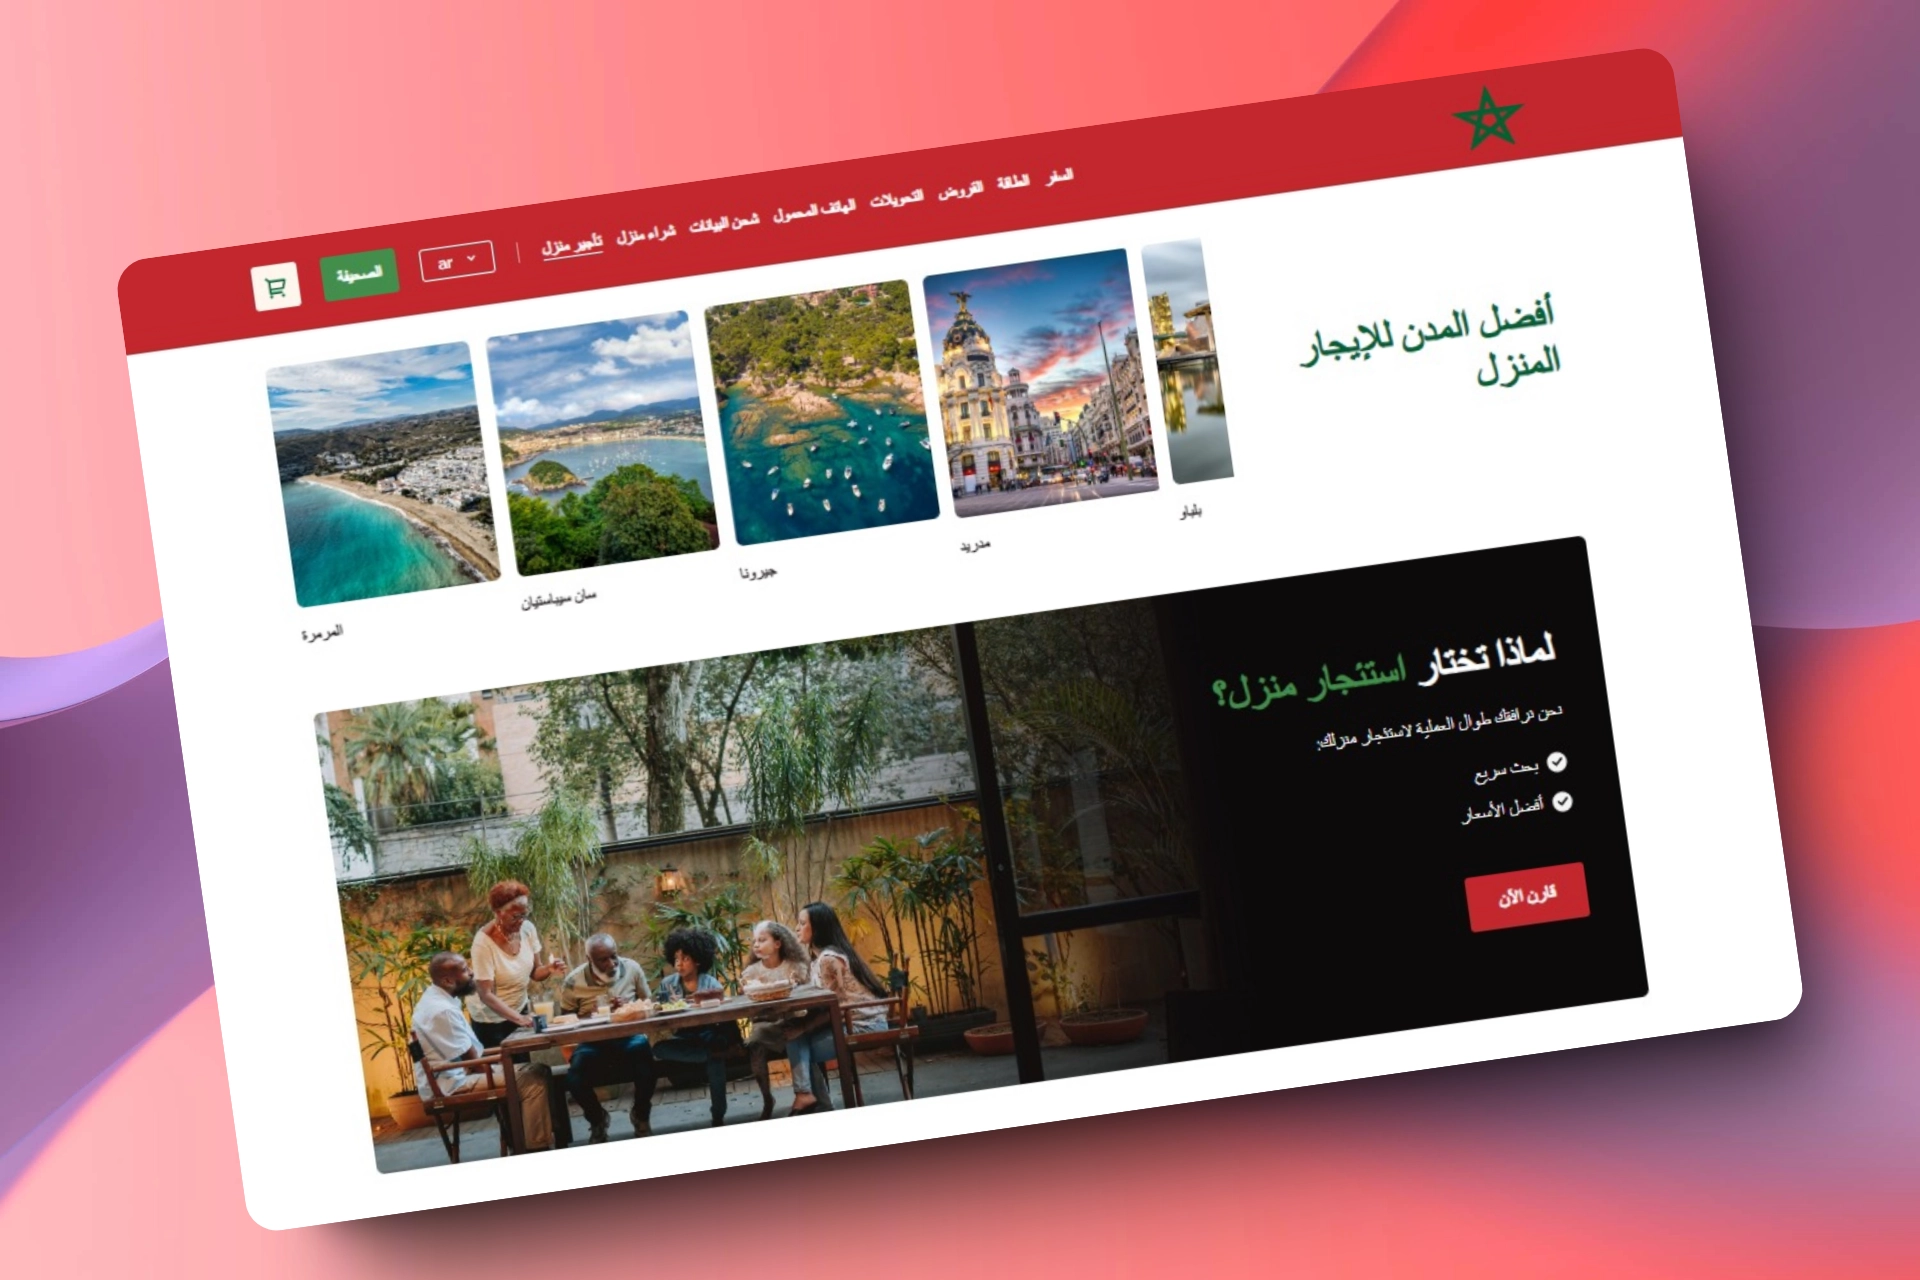 السفر
الطاقة
القروض
التحويلات
الهاتف المحمول
شحن البيانات
شراء منزل
تأجير منزل
ar
الصحيفة
أفضل المدن للإيجار
المنزل
بلباو
مدريد
جيرونا
سان سيباستيان
المرمرة
لماذا تختار استئجار منزل؟
نحن نرافقك طوال العملية لاستئجار منزلك:
بحث سريع
أفضل الأسعار
قارن الآن